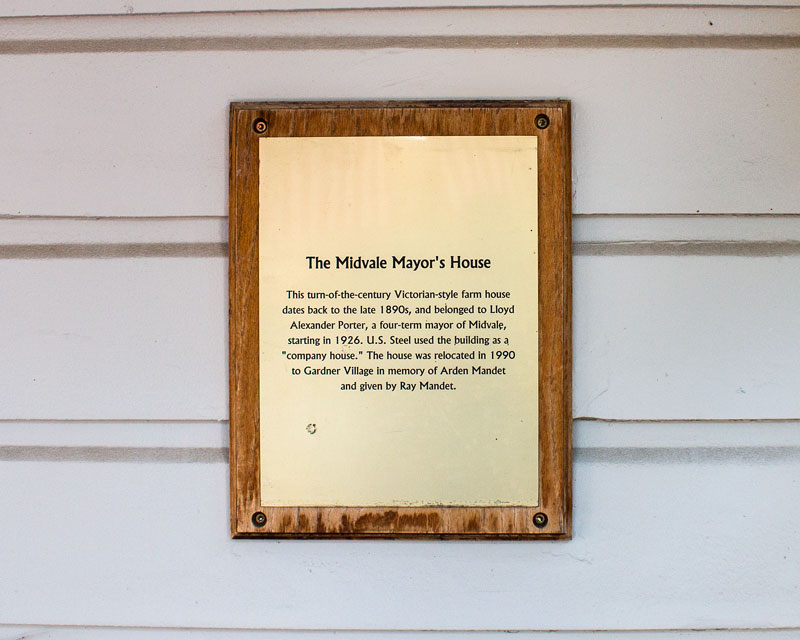 The Midvale Mayor's House
This turn-of-the-century Victorian-style farm house
dates back to the late 1890s, and belonged to Lloyd
Alexander Porter, a four-term mayor of Midvale,
starting in 1926. U.S. Steel used the building as a
"company house." The house was relocated in 1990
to Gardner Village in memory of Arden Mandet
and given by Ray Mandet.